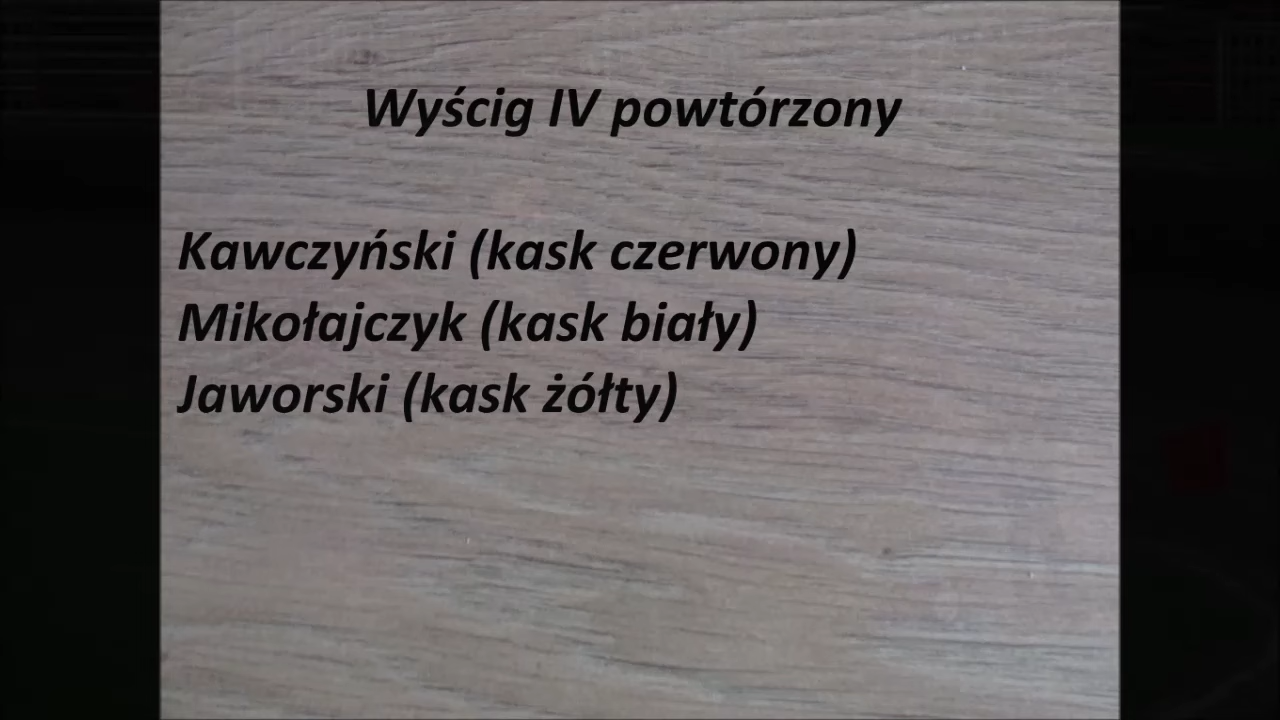 Wyścig IV powtórzony
Kawczyński (kask czerwony)
Mikołajczyk (kask biały)
Jaworski (kask żółty)